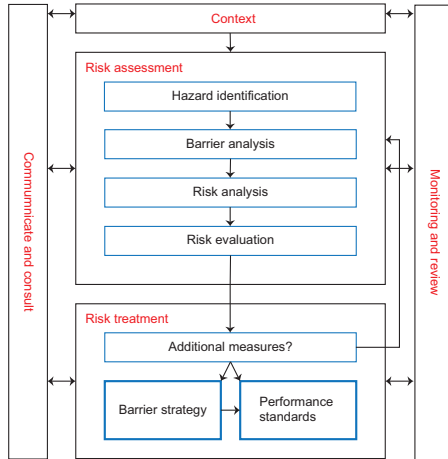 Context
Risk assessment
Hazard identification
Barrier analysis
Risk analysis
Risk evaluation
Risk treatment
Additional measures?
Barrier strategy
Performance
standards
Commumnicate and consult
Monitoring and review